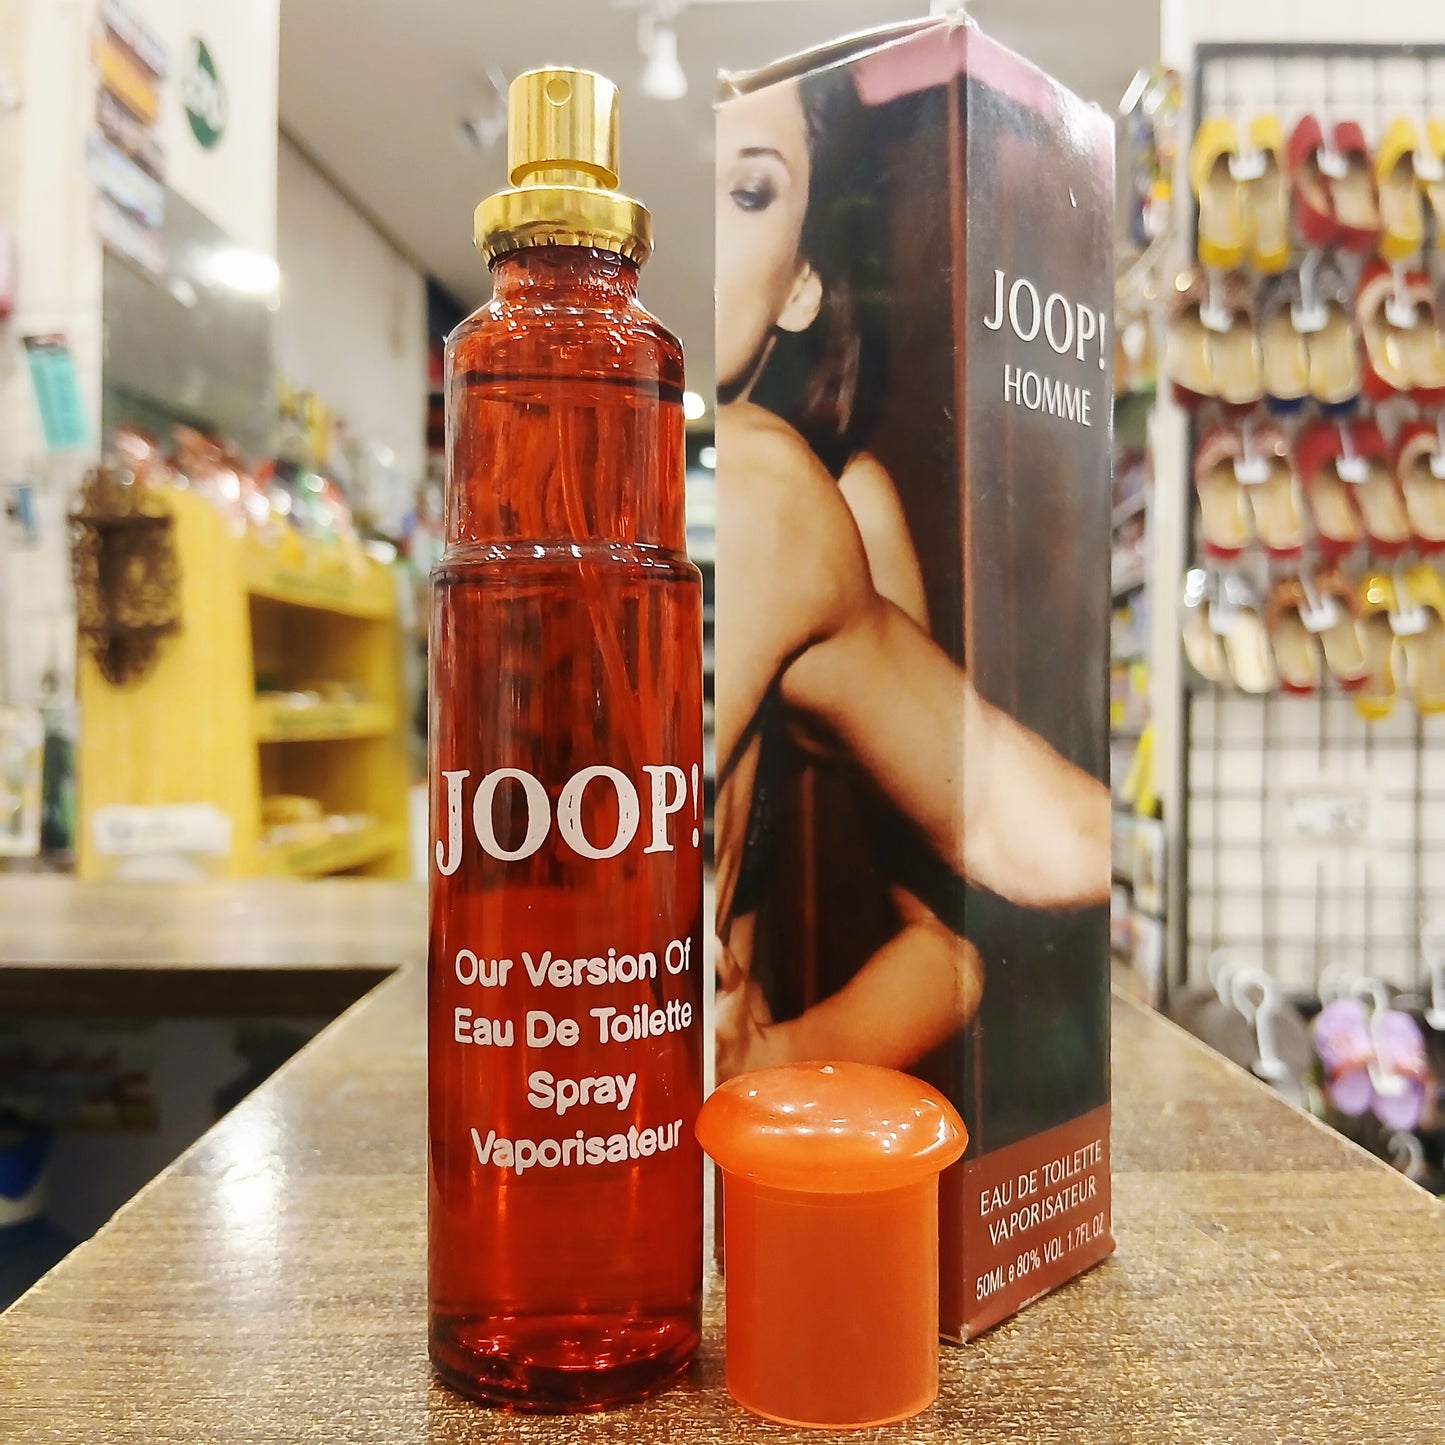 JOOP!
Our Version Of
Eau De Toilette
Spray
Vaporisateur
JOOP!
HOMME
EAU DE TOILETTE
VAPORISATEUR
50ML e 80% VOL 1.7FL OZ